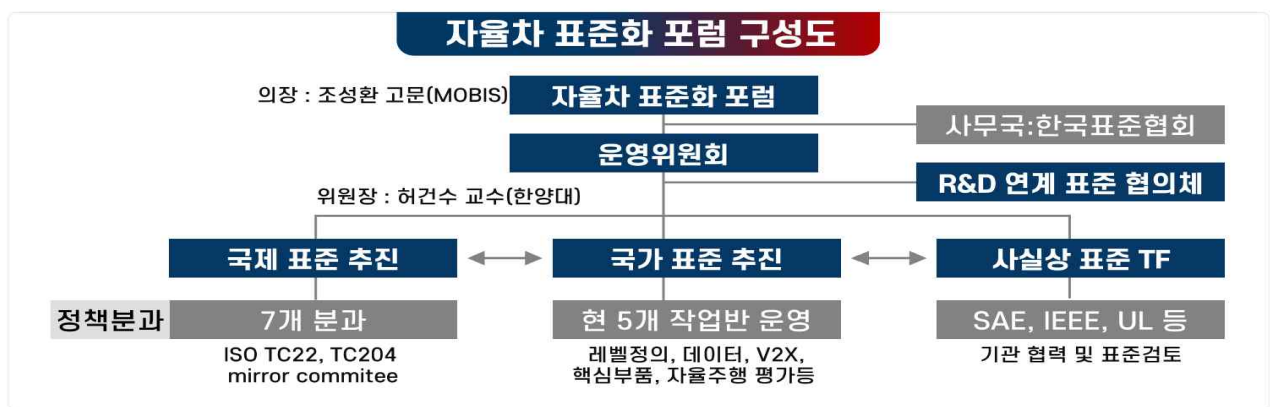 자율차 표준화 포럼 구성도
의장 : 조성환 고문(MOBIS)
자율차 표준화 포럼
사무국:한국표준협회
운영위원회
R&D 연계 표준 협의체
위원장 : 허건수 교수(한양대)
국제 표준 추진
국가 표준 추진
사실상 표준 TF
정책분과
7개 분과
현 5개 작업반 운영
SAE, IEEE, UL 등
ISO TC22, TC204
mirror commitee
레벨정의, 데이터, V2X,
핵심부품, 자율주행 평가등
기관 협력 및 표준검토